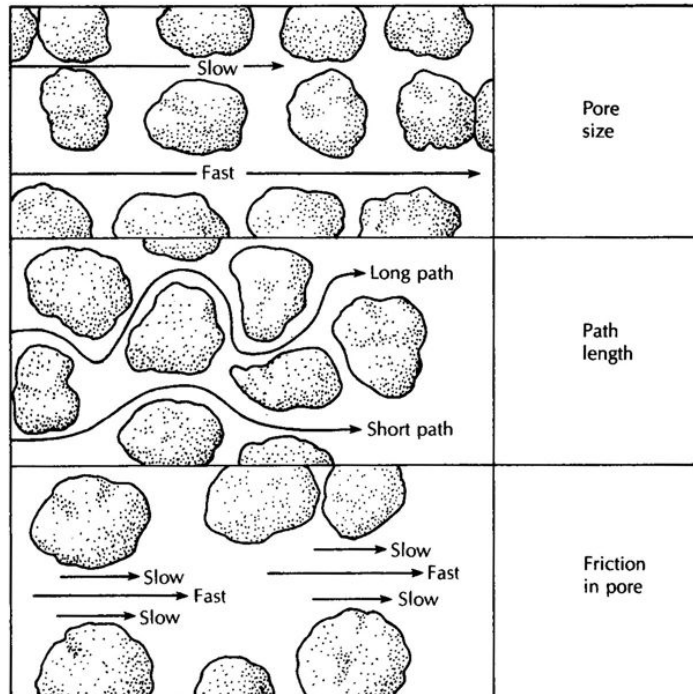 Slow
Fast
Pore
size
Long path
Short path
Path
length
Slow
Fast
Slow
Slow
Fast
Slow
Friction
in pore